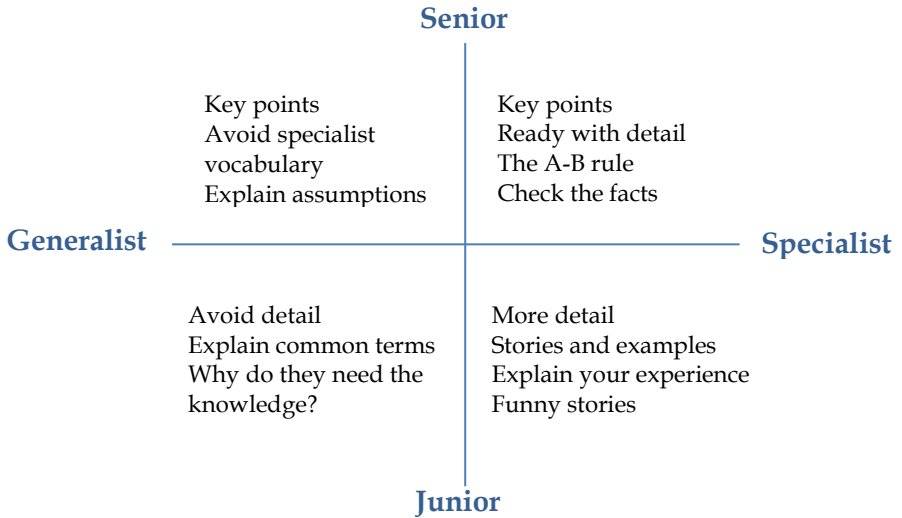 Senior
Key points
Avoid specialist
vocabulary
Explain assumptions
Key points
Ready with detail
The A-B rule
Check the facts
Generalist
Specialist
Avoid detail
Explain common terms
Why do they need the
knowledge?
More detail
Stories and examples
Explain your experience
Funny stories
Junior